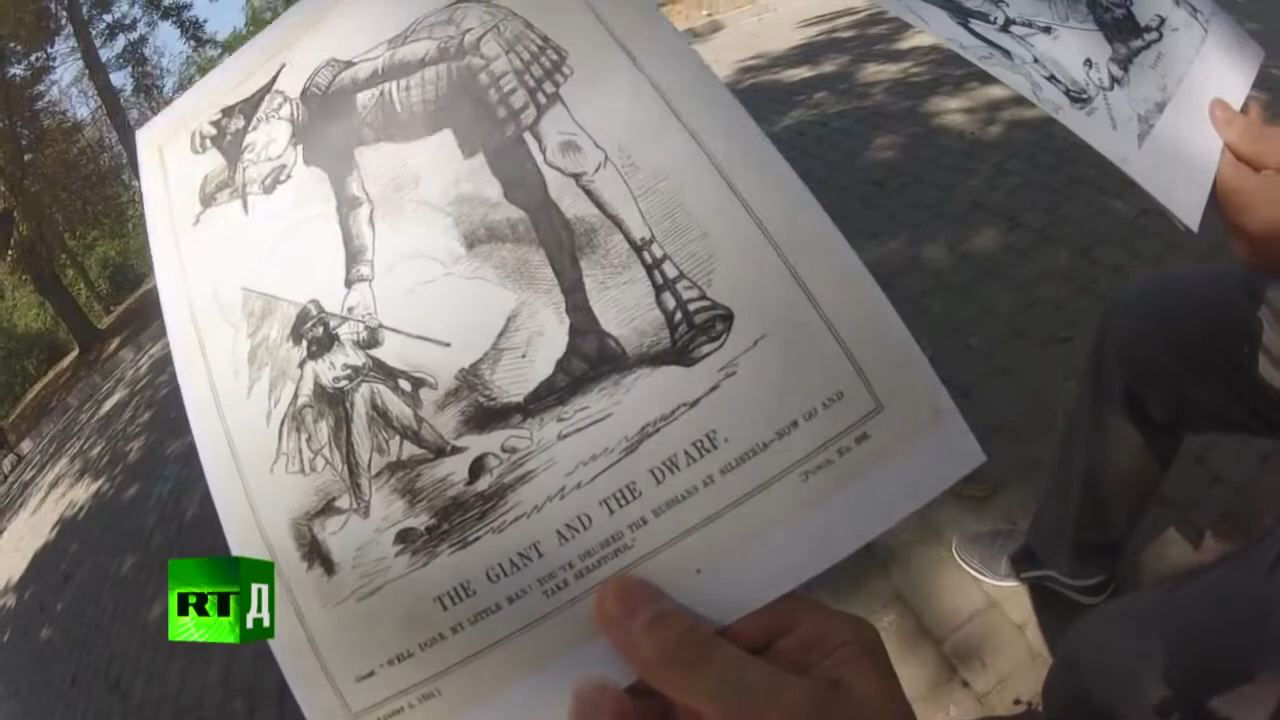 THE GIANT AND THE DWARF.
"WELL DONE MY LITTLE MAN! YOU'VE DRUBBED THE RUSSIANS AT SILISTRIA—NOW GO AND
TAKE SEBASTOPOL."
RTД